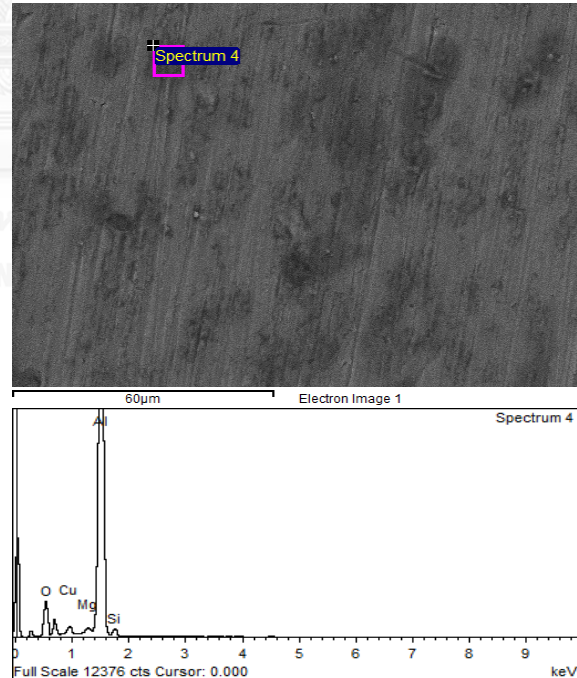 Spectrum 4
60µm Electron Image 1
Spectrum 4
Al
O Cu Mg Si
0 1 2 3 4 5 6 7 8 9
Full Scale 12376 cts Cursor: 0.000 keV